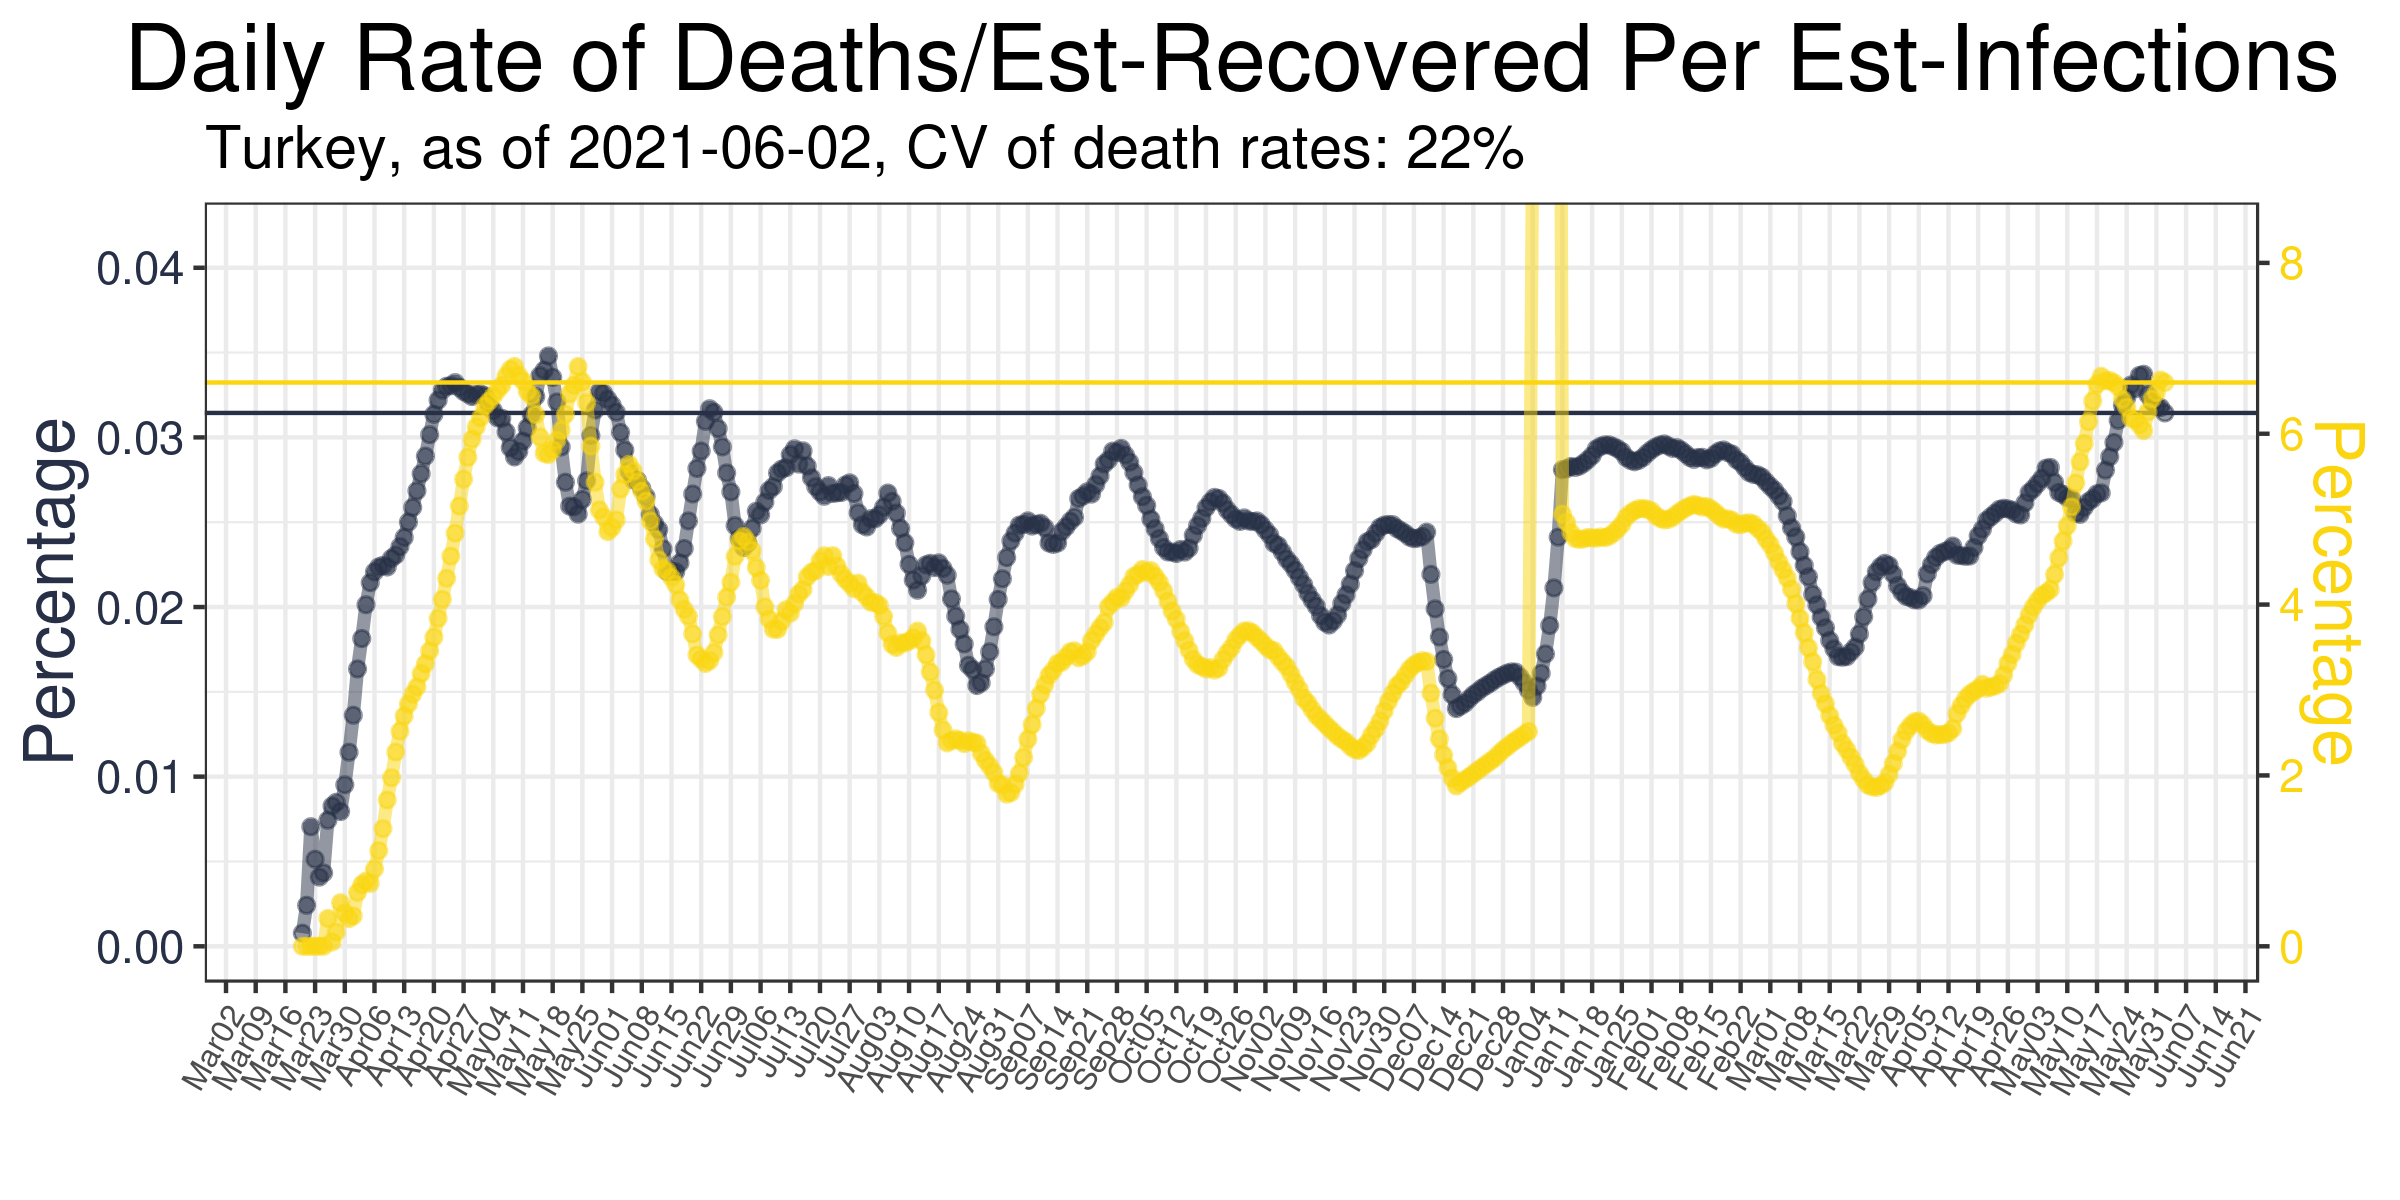 Daily Rate of Deaths/Est-Recovered Per Est-Infections
Turkey, as of 2021-06-02, CV of death rates: 22%
Percentage
0.04
0.03
0.02
0.01
0.00
8
6
4
2
0
Percentage
Mar02
Mar09
Mar16
Mar23
Mar30
Apr06
Apr13
Apr20
Apr27
May04
May11
May18
May25
Jun01
Jun08
Jun15
Jun22
Jun29
Jul06
Jul13
Jul20
Jul27
Aug03
Aug10
Aug17
Aug24
Aug31
Sep07
Sep14
Sep21
Sep28
Oct05
Oct12
Oct19
Oct26
Nov02
Nov09
Nov16
Nov23
Nov30
Dec07
Dec14
Dec21
Dec28
Jan04
Jan11
Jan18
Jan25
Feb01
Feb08
Feb15
Feb22
Mar01
Mar08
Mar15
Mar22
Mar29
Apr05
Apr12
Apr19
Apr26
May03
May10
May17
May24
May31
Jun07
Jun14
Jun21